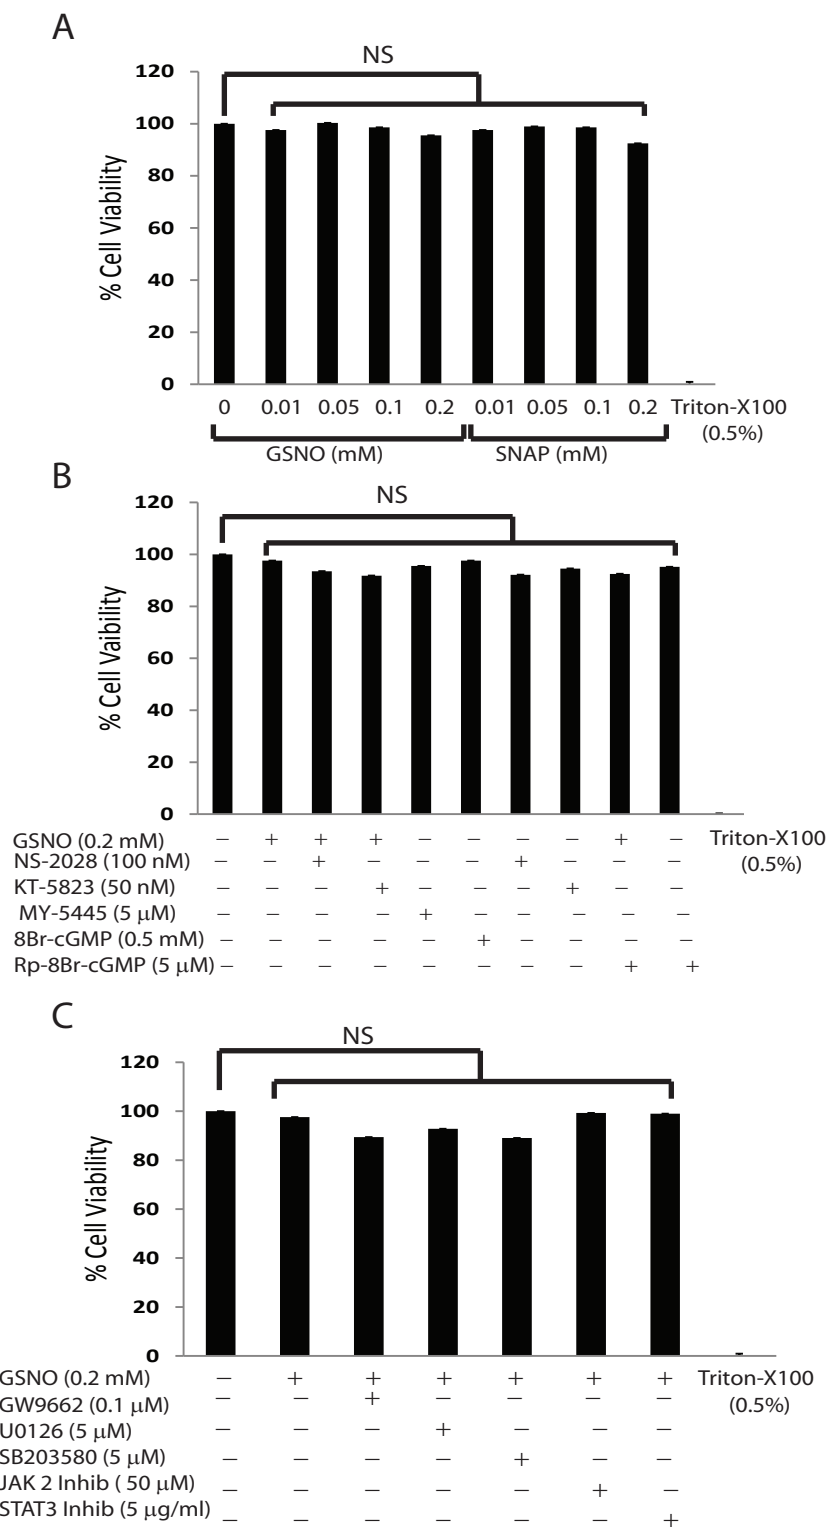 A
NS
120
100
80
60
40
20
0
% Cell Viability
0 0.01 0.05 0.1 0.2 0.01 0.05 0.1 0.2 Triton-X100
(0.5%)
GSNO (mM) SNAP (mM)
B
NS
120
100
80
60
40
20
0
% Cell Vaibility
GSNO (0.2 mM) − + + + − − − − + − Triton-X100
NS-2028 (100 nM) − − + − − − + − − − (0.5%)
KT-5823 (50 nM) − − − + − − − + − −
MY-5445 (5 μM) − − − − + − − − − −
8Br-cGMP (0.5 mM) − − − − − + − − − −
Rp-8Br-cGMP (5 μM) − − − − − − − − + +
C
NS
120
100
80
60
40
20
0
% Cell Viability
GSNO (0.2 mM) − + + + + + + Triton-X100
GW9662 (0.1 μM) − − + − − − − (0.5%)
U0126 (5 μM) − − − + − − −
SB203580 (5 μM) − − − − + − −
JAK 2 Inhib ( 50 μM) − − − − − + −
STAT3 Inhib (5 μg/ml) − − − − − − +